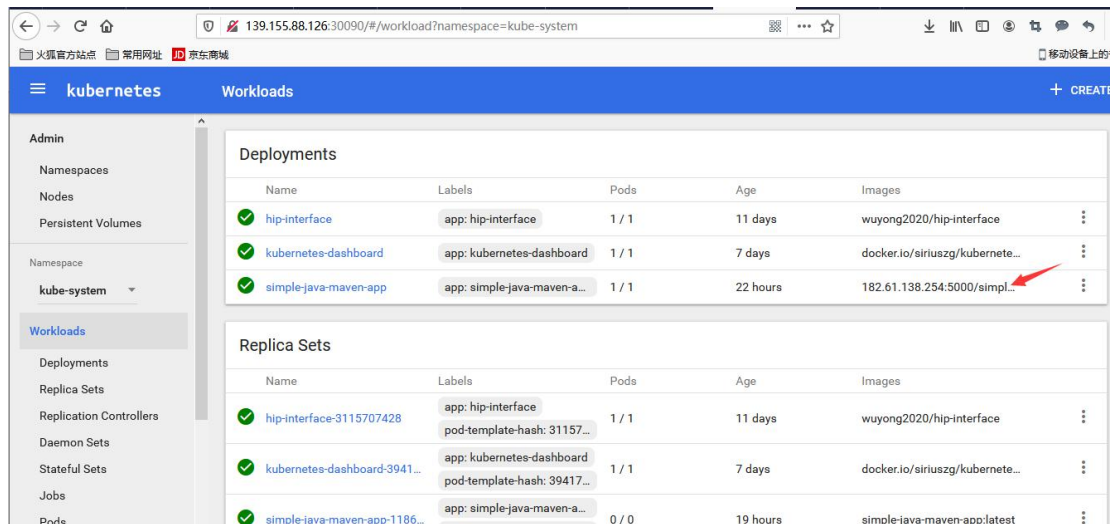 139.155.88.126:30090/#/workload?namespace=kube-system
火狐官方站点 常用网址 JD 京东商城 移动设备上的
kubernetes Workloads + CREATE
Admin
Namespaces
Nodes
Persistent Volumes
Namespace
kube-system
Workloads
Deployments
Replica Sets
Replication Controllers
Daemon Sets
Stateful Sets
Jobs
Pods
Deployments
Name Labels Pods Age Images
hip-interface app: hip-interface 1 / 1 11 days wuyong2020/hip-interface
kubernetes-dashboard app: kubernetes-dashboard 1 / 1 7 days docker.io/siriuszg/kubernete...
simple-java-maven-app app: simple-java-maven-a... 1 / 1 22 hours 182.61.138.254:5000/simpl...
Replica Sets
Name Labels Pods Age Images
hip-interface-3115707428 app: hip-interface 1 / 1 11 days wuyong2020/hip-interface
pod-template-hash: 31157...
kubernetes-dashboard-3941... app: kubernetes-dashboard 1 / 1 7 days docker.io/siriuszg/kubernete...
pod-template-hash: 39417...
simple-java-maven-app-1186... app: simple-java-maven-a... 0 / 0 19 hours simple-java-maven-app:latest